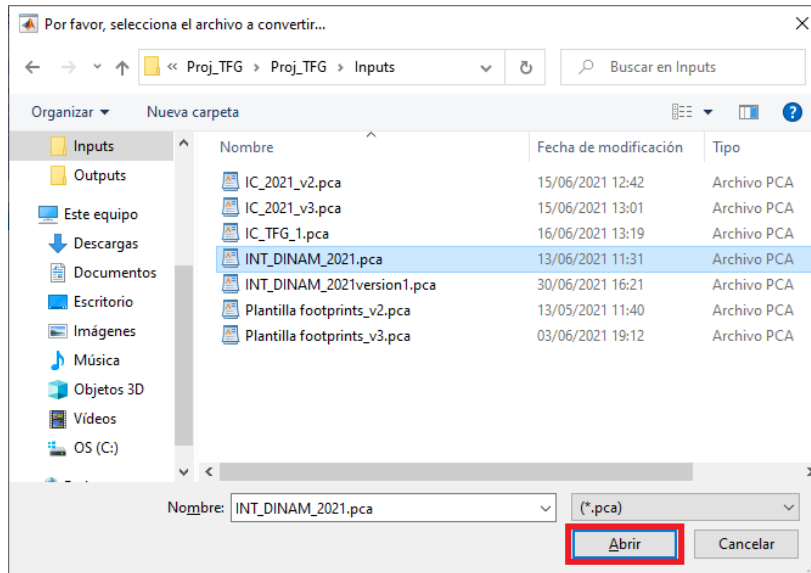 Por favor, selecciona el archivo a convertir...
« Proj_TFG > Proj_TFG > Inputs
Buscar en Inputs
Organizar
Nueva carpeta
Inputs
Outputs
Este equipo
Descargas
Documentos
Escritorio
Imágenes
Música
Objetos 3D
Vídeos
OS (C:)
Nombre Fecha de modificación Tipo
IC_2021_v2.pca 15/06/2021 12:42 Archivo PCA
IC_2021_v3.pca 15/06/2021 13:01 Archivo PCA
IC_TFG_1.pca 16/06/2021 13:19 Archivo PCA
INT_DINAM_2021.pca 13/06/2021 11:31 Archivo PCA
INT_DINAM_2021version1.pca 30/06/2021 16:21 Archivo PCA
Plantilla footprints_v2.pca 13/05/2021 11:40 Archivo PCA
Plantilla footprints_v3.pca 03/06/2021 19:12 Archivo PCA
Nombre: INT_DINAM_2021.pca (*.pca)
Abrir Cancelar